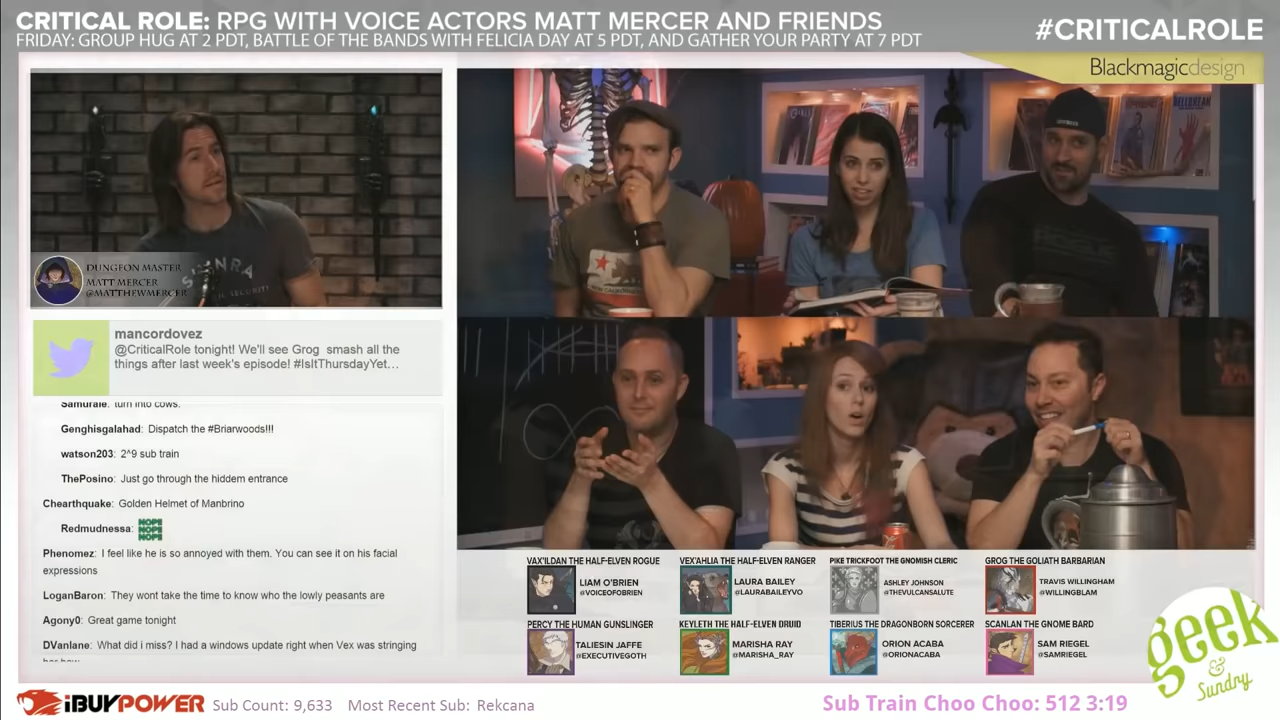 CRITICAL ROLE: RPG WITH VOICE ACTORS MATT MERCER AND FRIENDS
FRIDAY: GROUP HUG AT 2 PDT, BATTLE OF THE BANDS WITH FELICIA DAY AT 5 PDT, AND GATHER YOUR PARTY AT 7 PDT
#CRITICALROLE
Blackmagicdesign
DUNGEON MASTER
MATT MERCER
@MATTHEWMERCER
mancordovez
@CriticalRole tonight! We'll see Grog smash all the
things after last week's episode! #IsItThursdayYet...
Samuraie: turn into cows.
Genghisgalahad: Dispatch the #Briarwoods!!!
watson203: 2^9 sub train
ThePosino: Just go through the hiddem entrance
Chearthquake: Golden Helmet of Manbrino
Redmudnessa: NOPE
NOPE
NOPE
Phenomez: I feel like he is so annoyed with them. You can see it on his facial
expressions
LoganBaron: They wont take the time to know who the lowly peasants are
Agony0: Great game tonight
DVanlane: What did i miss? I had a windows update right when Vex was stringing
her bow
VAX'ILDAN THE HALF-ELVEN ROGUE
LIAM O'BRIEN
@VOICEOFOBRIEN
VEX'AHLIA THE HALF-ELVEN RANGER
LAURA BAILEY
@LAURABAILEYVO
PIKE TRICKFOOT THE GNOMISH CLERIC
ASHLEY JOHNSON
@THEVULCANSALUTE
GROG THE GOLIATH BARBARIAN
TRAVIS WILLINGHAM
@WILLINGBLAM
PERCY THE HUMAN GUNSLINGER
TALIESIN JAFFE
@EXECUTIVEGOTH
KEYLETH THE HALF-ELVEN DRUID
MARISHA RAY
@MARISHA_RAY
TIBERIUS THE DRAGONBORN SORCERER
ORION ACABA
@ORIONACABA
SCANLAN THE GNOME BARD
SAM RIEGEL
@SAMRIEGEL
geek
&
Sundry
iBUYPOWER
Sub Count: 9,633 Most Recent Sub: Rekcana
Sub Train Choo Choo: 512 3:19